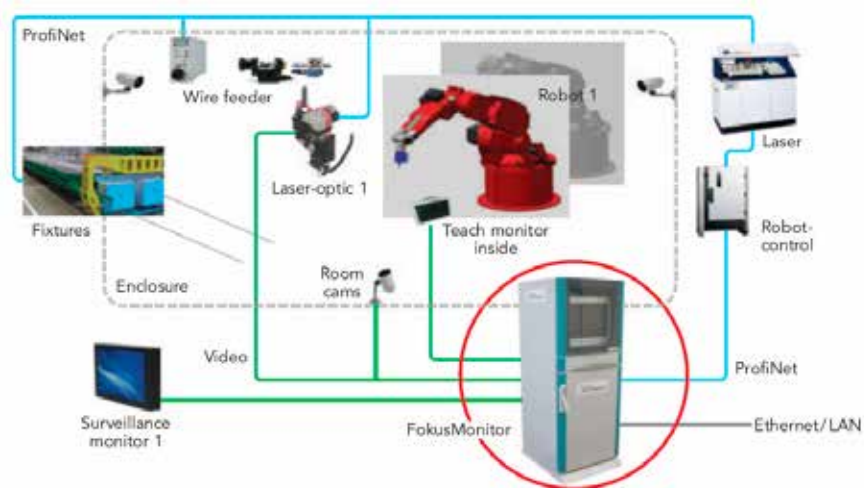 ProfiNet
Wire feeder
Robot 1
Laser
Laser-optic 1
Fixtures
Teach monitor
inside
Robot-
control
Enclosure
Room
cams
Video
ProfiNet
Surveillance
monitor 1
FokusMonitor
Ethernet/LAN